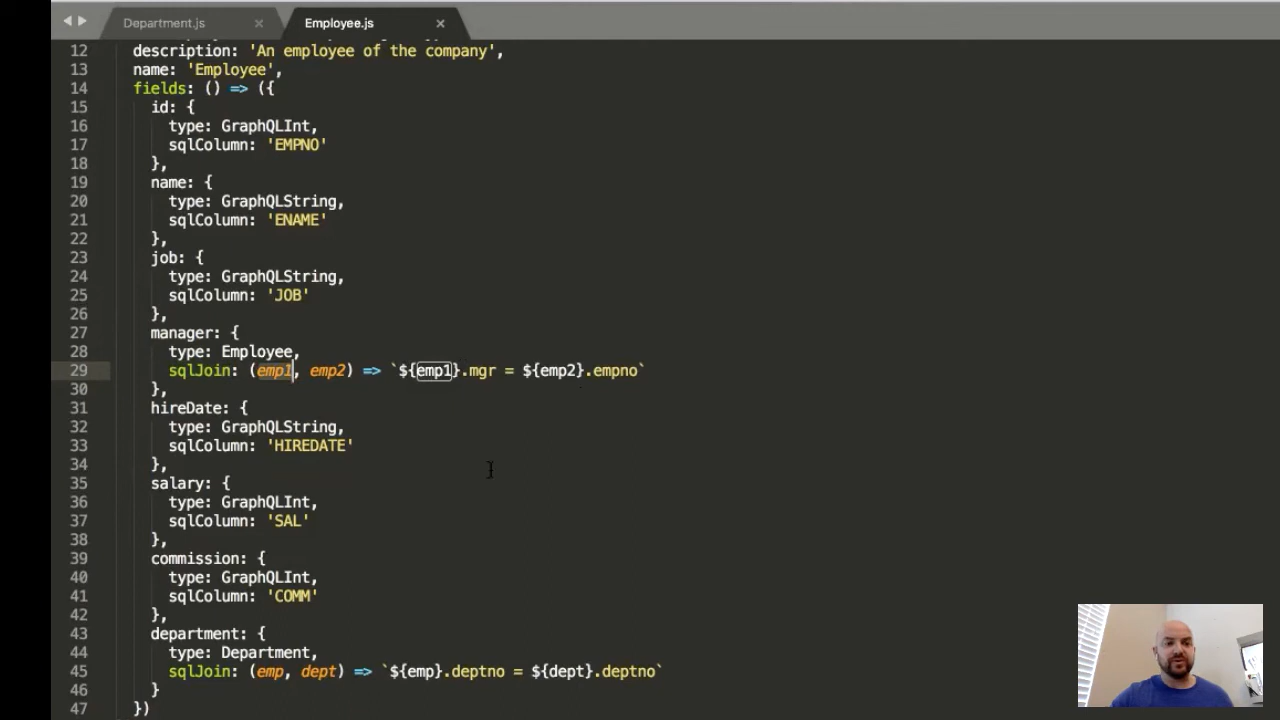 Department.js × Employee.js ×
12 description: 'An employee of the company',
13 name: 'Employee',
14 fields: () => ({
15 id: {
16 type: GraphQLInt,
17 sqlColumn: 'EMPNO'
18 },
19 name: {
20 type: GraphQLString,
21 sqlColumn: 'ENAME'
22 },
23 job: {
24 type: GraphQLString,
25 sqlColumn: 'JOB'
26 },
27 manager: {
28 type: Employee,
29 sqlJoin: (emp1, emp2) => `${emp1}.mgr = ${emp2}.empno`
30 },
31 hireDate: {
32 type: GraphQLString,
33 sqlColumn: 'HIREDATE'
34 },
35 salary: {
36 type: GraphQLInt,
37 sqlColumn: 'SAL'
38 },
39 commission: {
40 type: GraphQLInt,
41 sqlColumn: 'COMM'
42 },
43 department: {
44 type: Department,
45 sqlJoin: (emp, dept) => `${emp}.deptno = ${dept}.deptno`
46 }
47 })